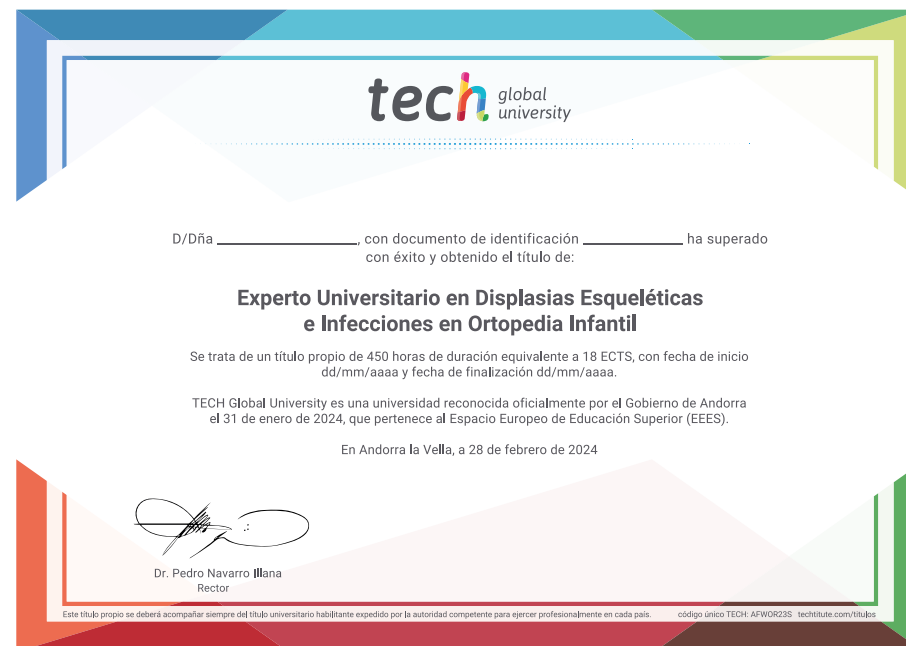 tech global university
D/Dña ______________, con documento de identificación ______________ ha superado
con éxito y obtenido el título de:
Experto Universitario en Displasias Esqueléticas
e Infecciones en Ortopedia Infantil
Se trata de un título propio de 450 horas de duración equivalente a 18 ECTS, con fecha de inicio
dd/mm/aaaa y fecha de finalización dd/mm/aaaa.
TECH Global University es una universidad reconocida oficialmente por el Gobierno de Andorra
el 31 de enero de 2024, que pertenece al Espacio Europeo de Educación Superior (EEES).
En Andorra la Vella, a 28 de febrero de 2024
Dr. Pedro Navarro Illana
Rector
Este título propio se deberá acompañar siempre del título universitario habilitante expedido por la autoridad competente para ejercer profesionalmente en cada país. código único TECH: AFWOR23S techtitute.com/titulos